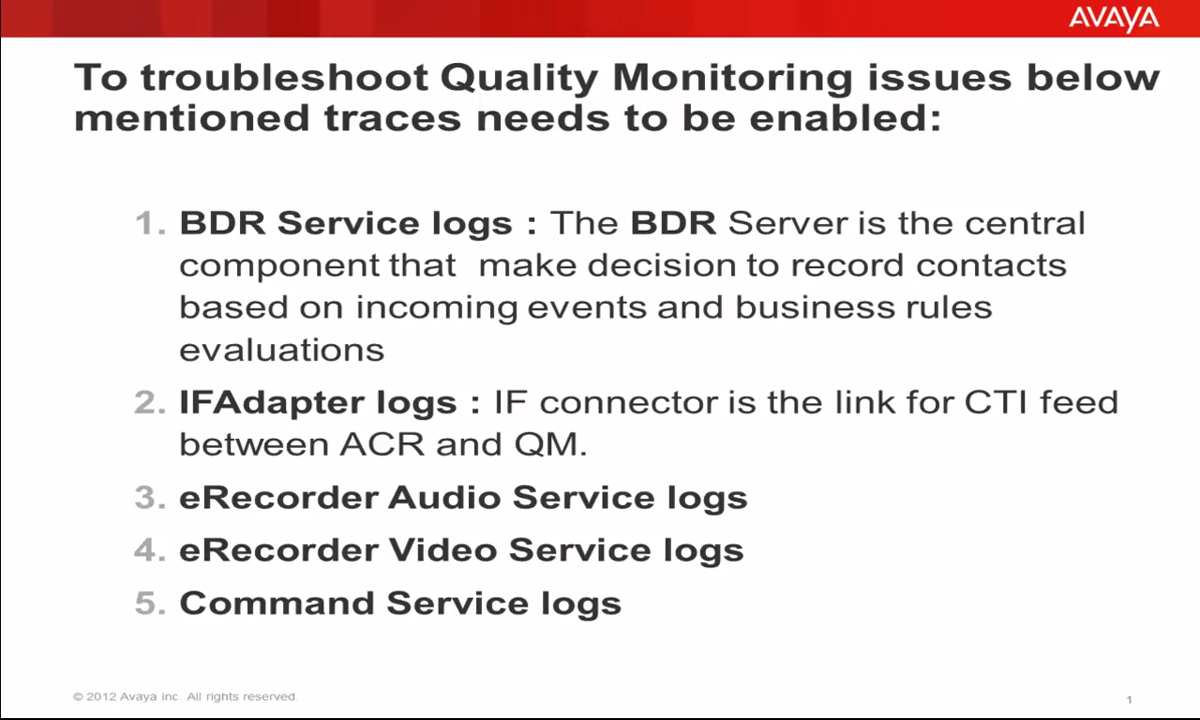 AVAYA
To troubleshoot Quality Monitoring issues below
mentioned traces needs to be enabled:
1. BDR Service logs : The BDR Server is the central
component that make decision to record contacts
based on incoming events and business rules
evaluations
2. IFAdapter logs : IF connector is the link for CTI feed
between ACR and QM.
3. eRecorder Audio Service logs
4. eRecorder Video Service logs
5. Command Service logs
© 2012 Avaya Inc. All rights reserved.
1